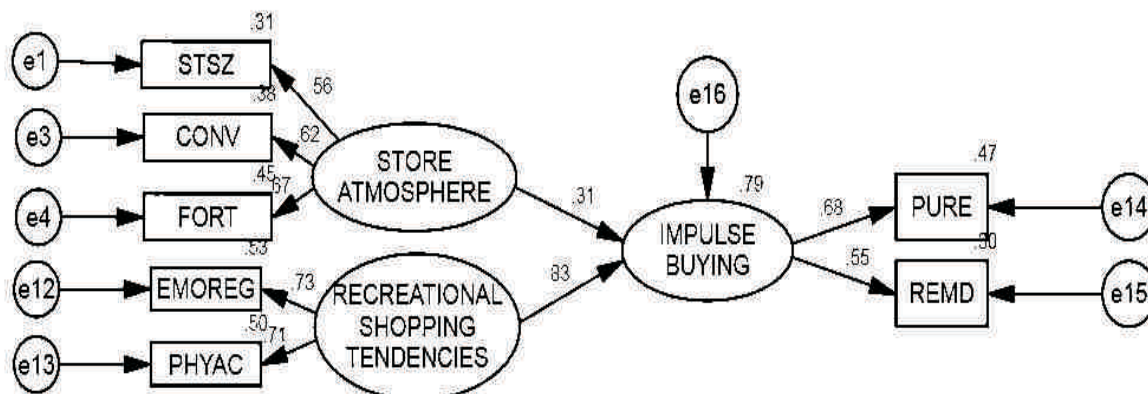 .31
e1
STSZ
.56
.38
e3
CONV
.62
.45
.67
e4
FORT
STORE
ATMOSPHERE
.31
e16
.79
IMPULSE
BUYING
.53
e12
EMOREG
.73
.50
.71
e13
PHYAC
RECREATIONAL
SHOPPING
TENDENCIES
.83
.68
.47
PURE
e14
.55
.30
REMD
e15